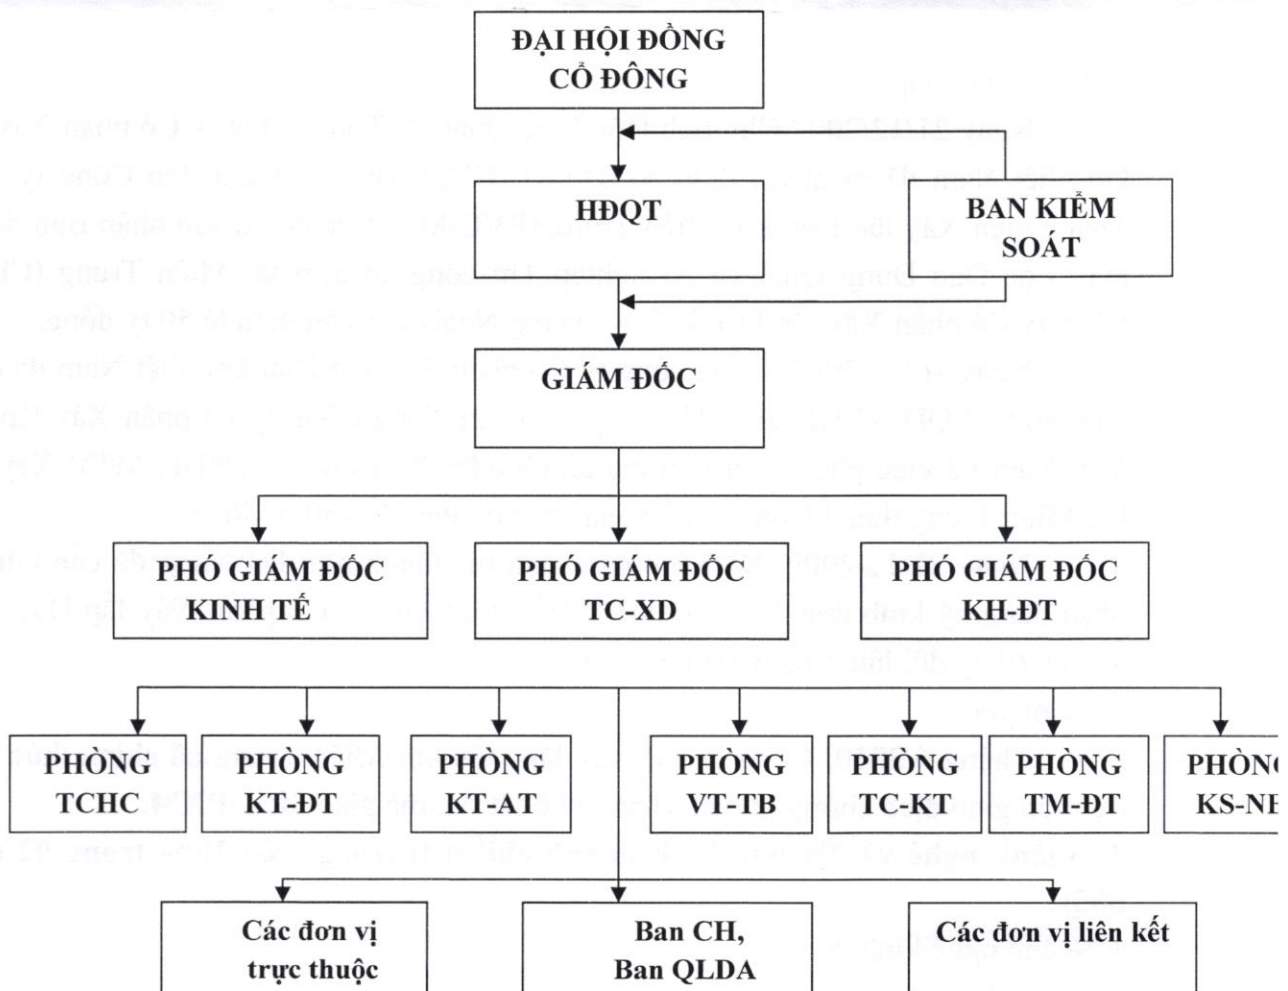 ĐẠI HỘI ĐỒNG
CỔ ĐÔNG
HĐQT
BAN KIỂM
SOÁT
GIÁM ĐỐC
PHÓ GIÁM ĐỐC
KINH TẾ
PHÓ GIÁM ĐỐC
TC-XD
PHÓ GIÁM ĐỐC
KH-ĐT
PHÒNG
TCHC
PHÒNG
KT-ĐT
PHÒNG
KT-AT
PHÒNG
VT-TB
PHÒNG
TC-KT
PHÒNG
TM-ĐT
PHÒNG
Các đơn vị
trực thuộc
Ban CH,
Ban QLDA
Các đơn vị liên kết